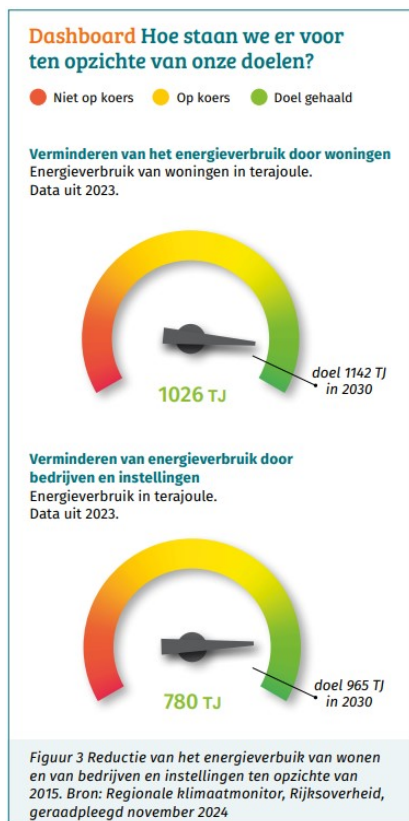 Dashboard Hoe staan we er voor
ten opzichte van onze doelen?
Niet op koers Op koers Doel gehaald
Verminderen van het energieverbruik door woningen
Energieverbruik van woningen in terajoule.
Data uit 2023.
doel 1142 TJ
in 2030
1026 TJ
Verminderen van energieverbruik door
bedrijven en instellingen
Energieverbruik in terajoule.
Data uit 2023.
doel 965 TJ
in 2030
780 TJ
Figuur 3 Reductie van het energieverbuik van wonen
en van bedrijven en instellingen ten opzichte van
2015. Bron: Regionale klimaatmonitor, Rijksoverheid,
geraadpleegd november 2024